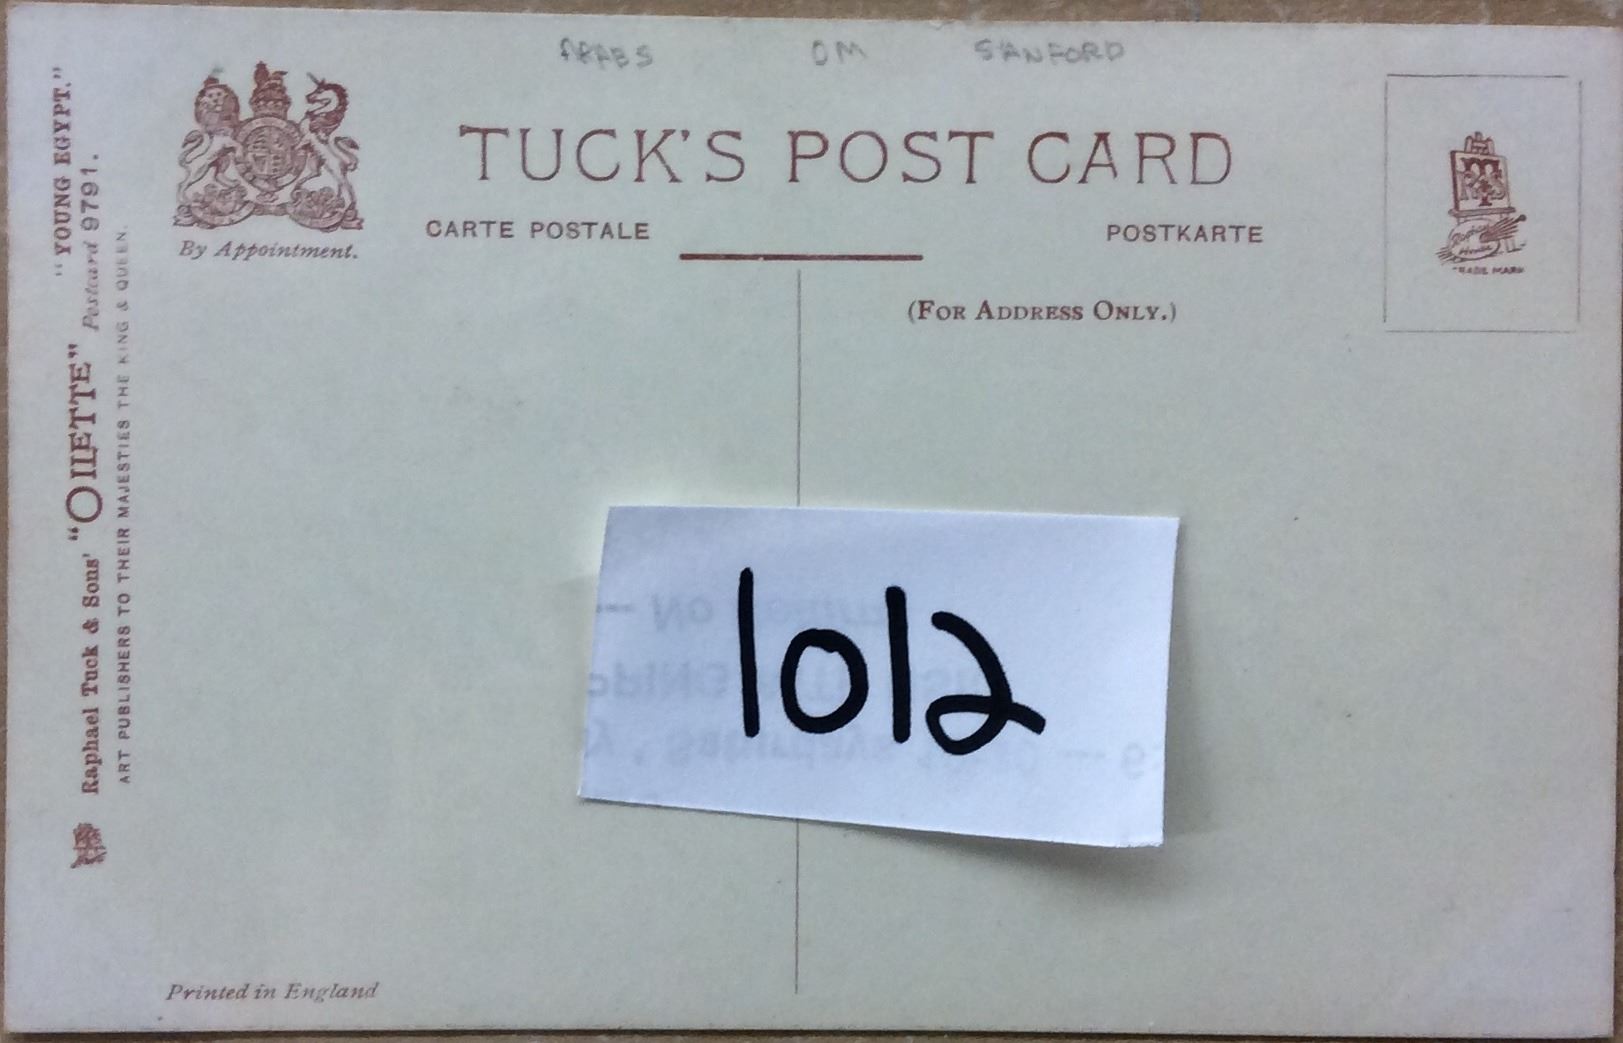 ARABS OM STANFORD
TUCK'S POST CARD
CARTE POSTALE
POSTKARTE
(FOR ADDRESS ONLY.)
By Appointment.
TRADE MARK
"YOUNG EGYPT."
Raphael Tuck & Sons' "OILETTE" Postcard 9791.
ART PUBLISHERS TO THEIR MAJESTIES THE KING & QUEEN.
1012
Printed in England